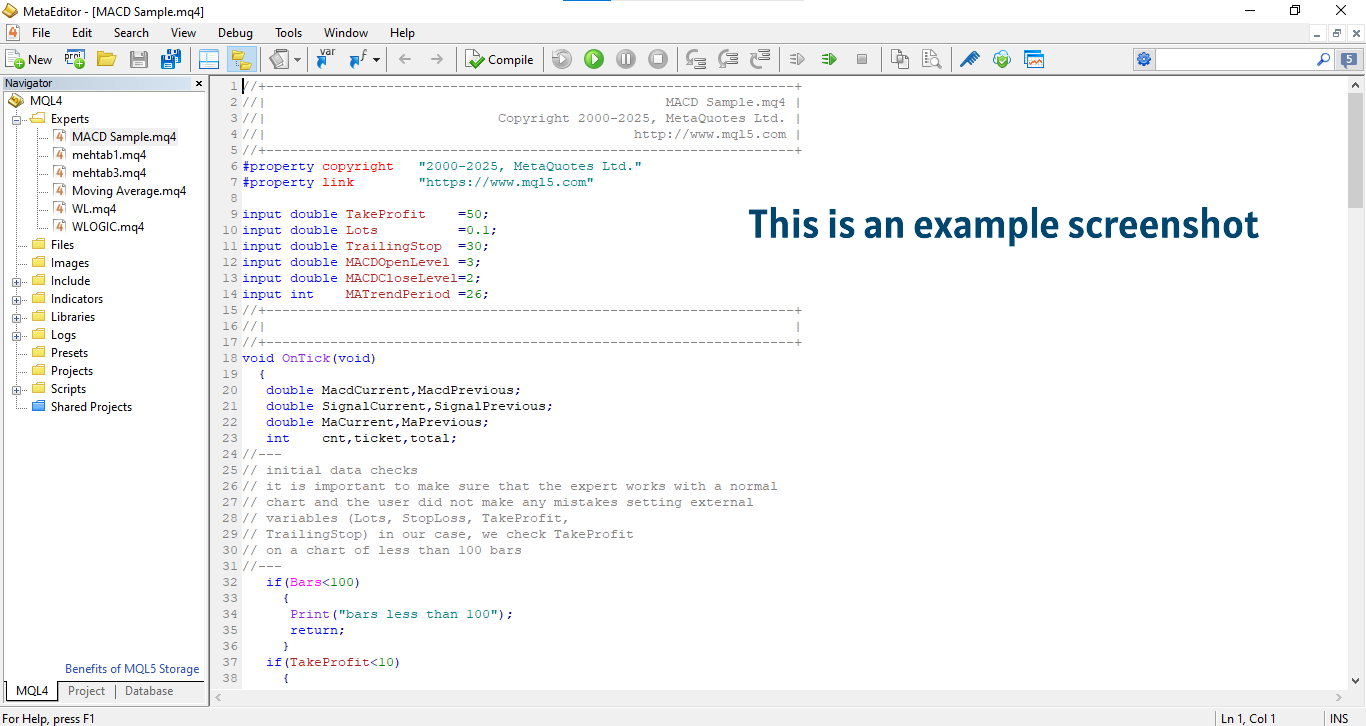 MetaEditor - [MACD Sample.mq4]
File Edit Search View Debug Tools Window Help
New proj var f Compile 5
Navigator
MQL4
Experts
MACD Sample.mq4
mehtab1.mq4
mehtab3.mq4
Moving Average.mq4
WL.mq4
WLOGIC.mq4
Files
Images
Include
Indicators
Libraries
Logs
Presets
Projects
Scripts
Shared Projects
Benefits of MQL5 Storage
MQL4 Project Database
1 //+------------------------------------------------------------------+
2 //| MACD Sample.mq4 |
3 //| Copyright 2000-2025, MetaQuotes Ltd. |
4 //| http://www.mql5.com |
5 //+------------------------------------------------------------------+
6 #property copyright "2000-2025, MetaQuotes Ltd."
7 #property link "https://www.mql5.com"
8
9 input double TakeProfit =50;
10 input double Lots =0.1;
11 input double TrailingStop =30;
12 input double MACDOpenLevel =3;
13 input double MACDCloseLevel=2;
14 input int MATrendPeriod =26;
15 //+------------------------------------------------------------------+
16 //| |
17 //+------------------------------------------------------------------+
18 void OnTick(void)
19 {
20 double MacdCurrent,MacdPrevious;
21 double SignalCurrent,SignalPrevious;
22 double MaCurrent,MaPrevious;
23 int cnt,ticket,total;
24 //---
25 // initial data checks
26 // it is important to make sure that the expert works with a normal
27 // chart and the user did not make any mistakes setting external
28 // variables (Lots, StopLoss, TakeProfit,
29 // TrailingStop) in our case, we check TakeProfit
30 // on a chart of less than 100 bars
31 //---
32 if(Bars<100)
33 {
34 Print("bars less than 100");
35 return;
36 }
37 if(TakeProfit<10)
38 {
This is an example screenshot
For Help, press F1
Ln 1, Col 1 INS